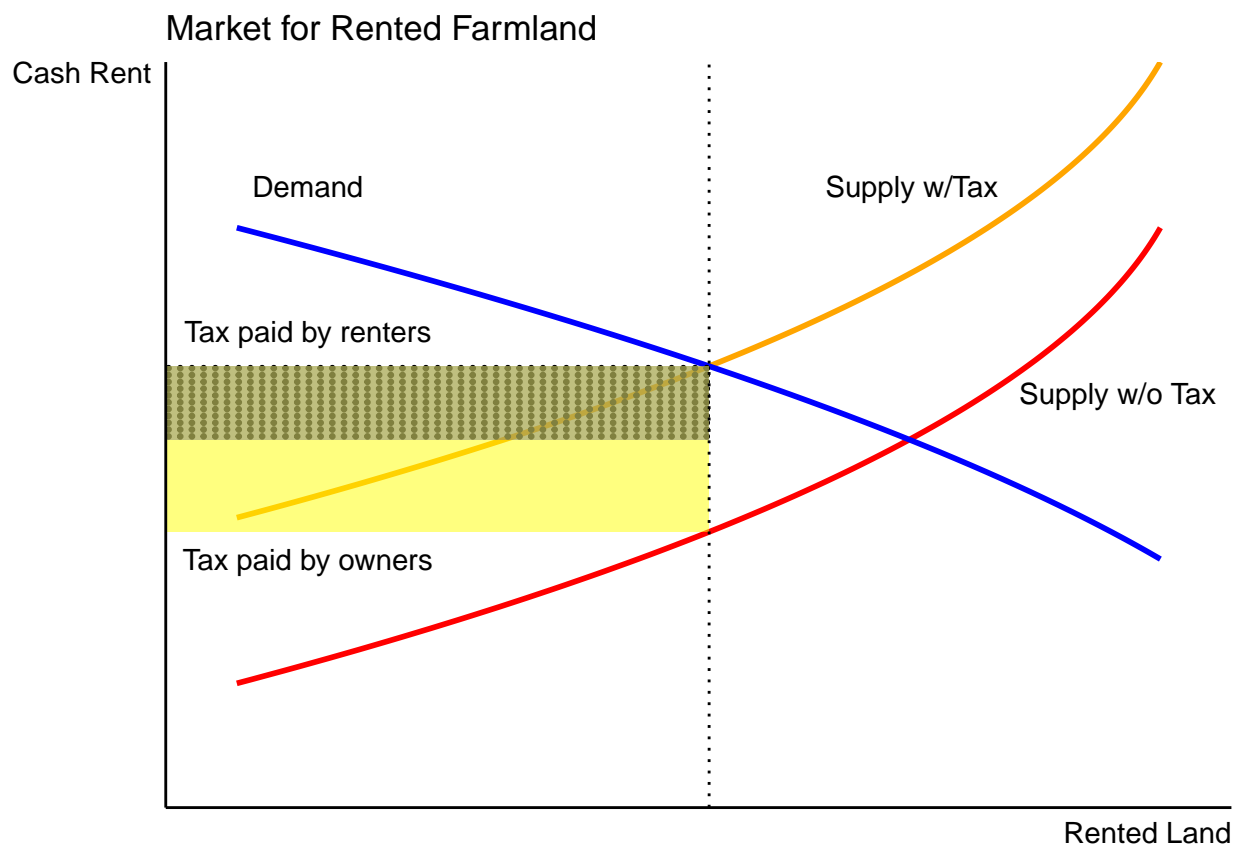 Market for Rented Farmland
Cash Rent
Demand
Supply w/Tax
Tax paid by renters
Supply w/o Tax
Tax paid by owners
Rented Land